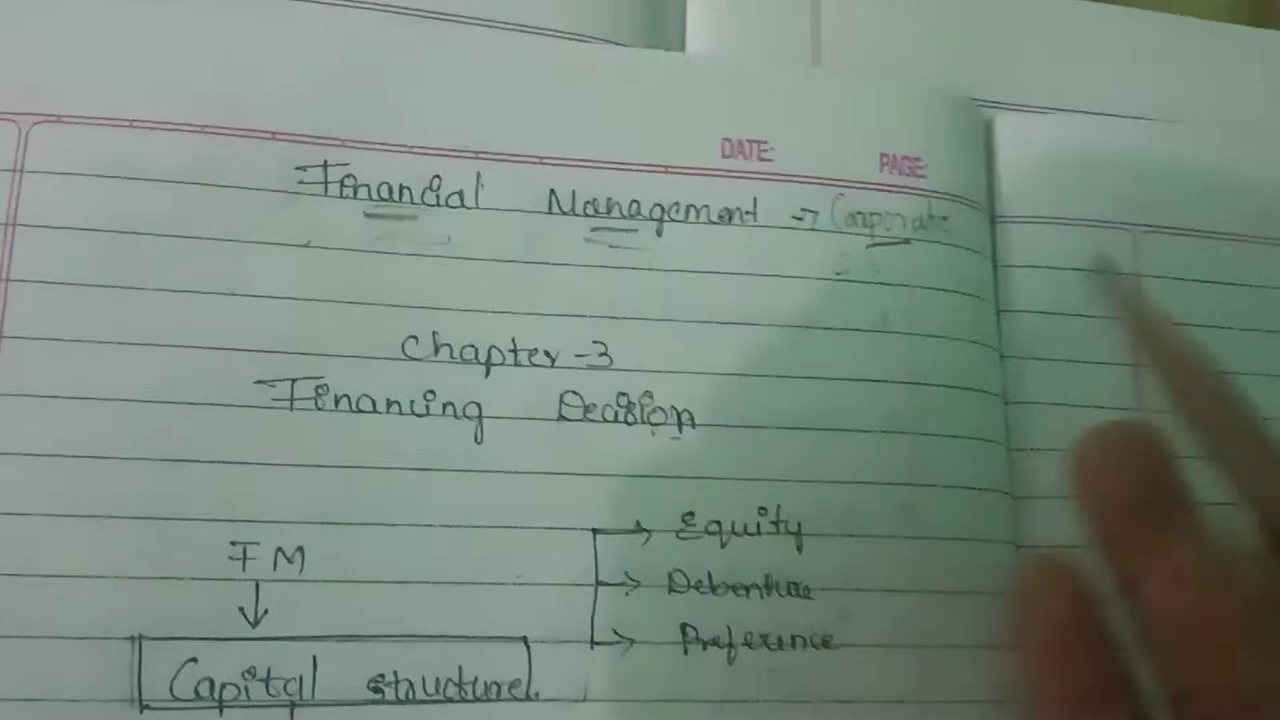 DATE: PAGE:
Financial Management → Corporate
Chapter-3
Financing Decision
FM
Equity
Debenture
Preference
Capital structure